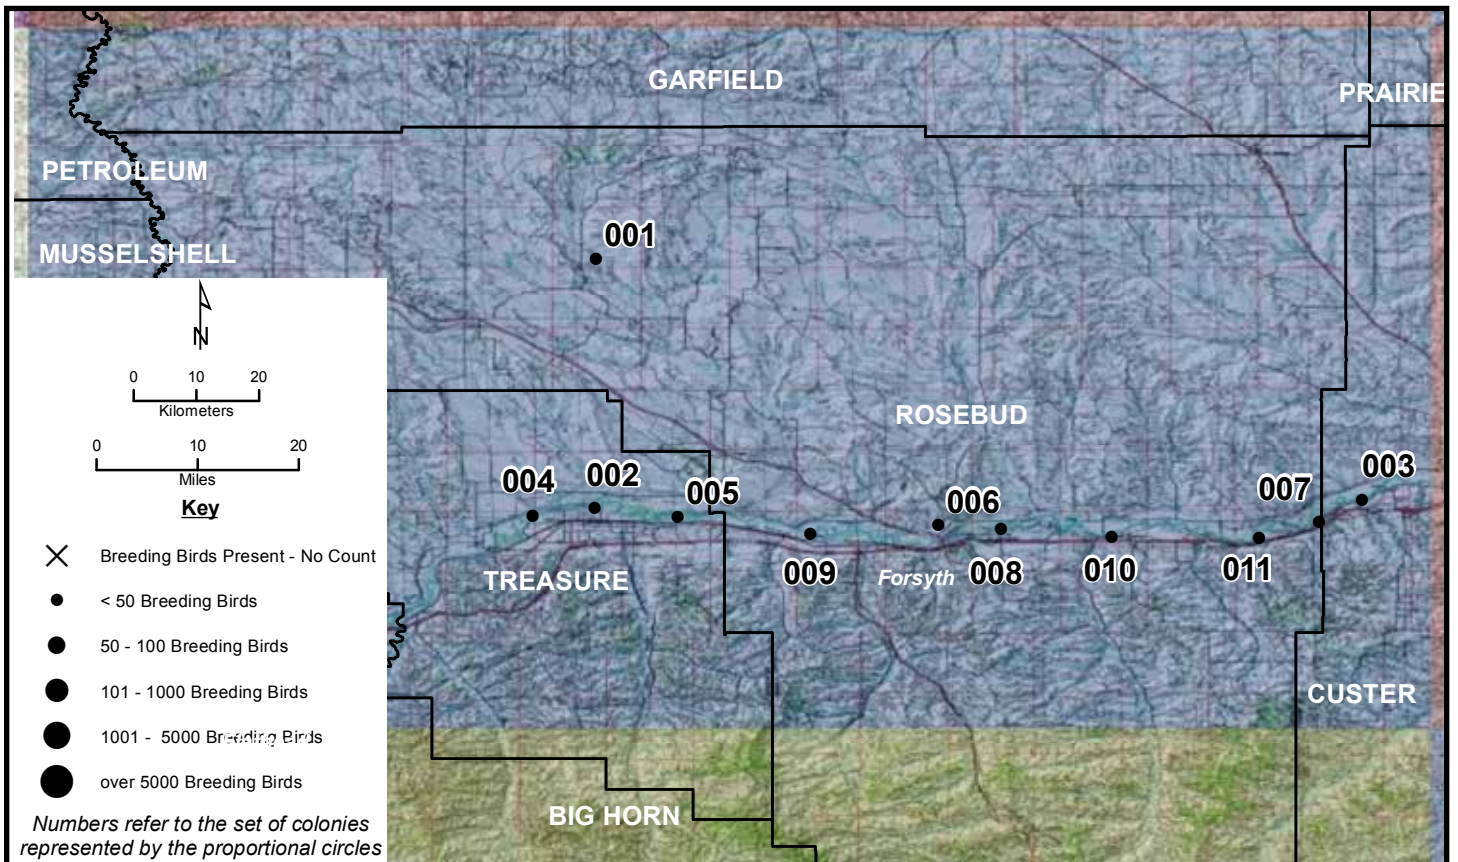 GARFIELD
PRAIRIE
PETROLEUM
MUSSELSHELL
001
N
0 10 20
Kilometers
0 10 20
Miles
Key
Breeding Birds Present - No Count
< 50 Breeding Birds
50 - 100 Breeding Birds
101 - 1000 Breeding Birds
1001 - 5000 Breeding Birds
over 5000 Breeding Birds
Numbers refer to the set of colonies
represented by the proportional circles
ROSEBUD
004
002
005
006
007
003
009
Forsyth
008
010
011
TREASURE
CUSTER
BIG HORN